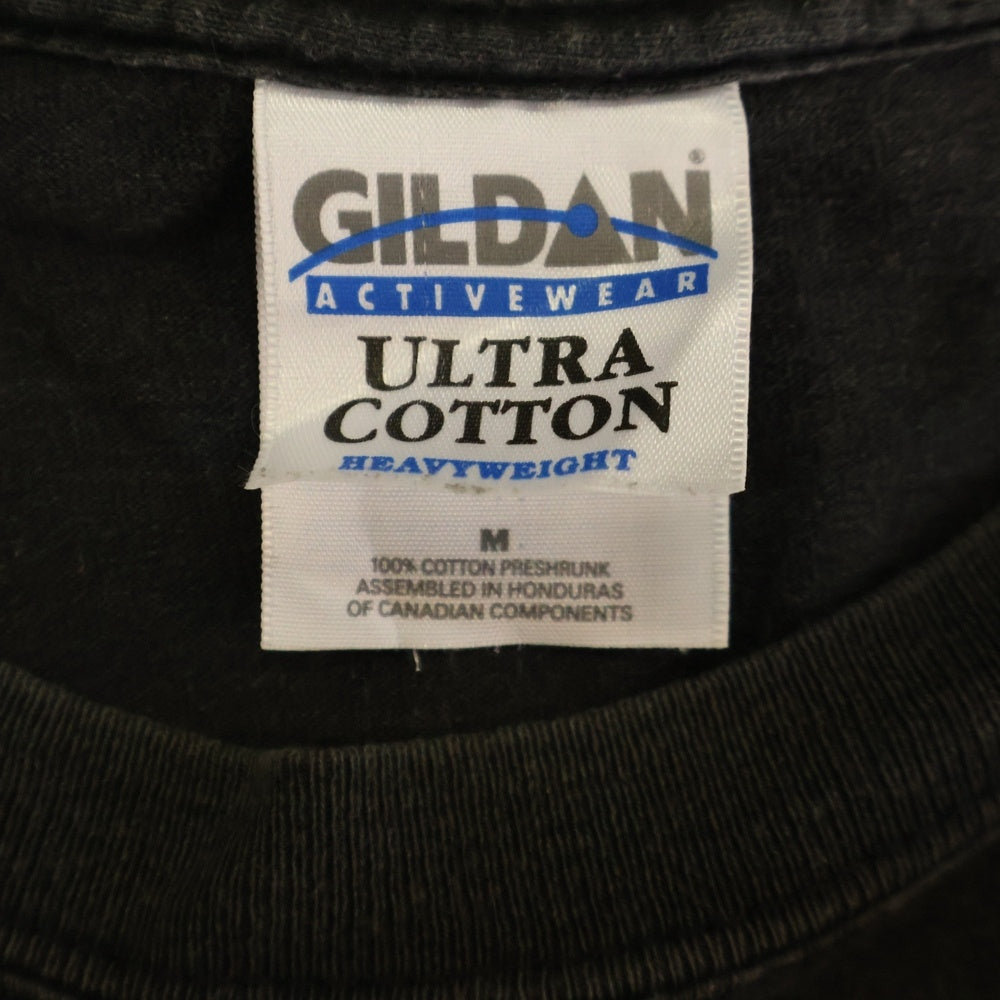 GILDAN®
ACTIVEWEAR
ULTRA
COTTON
HEAVYWEIGHT
M
100% COTTON PRESHRUNK
ASSEMBLED IN HONDURAS
OF CANADIAN COMPONENTS